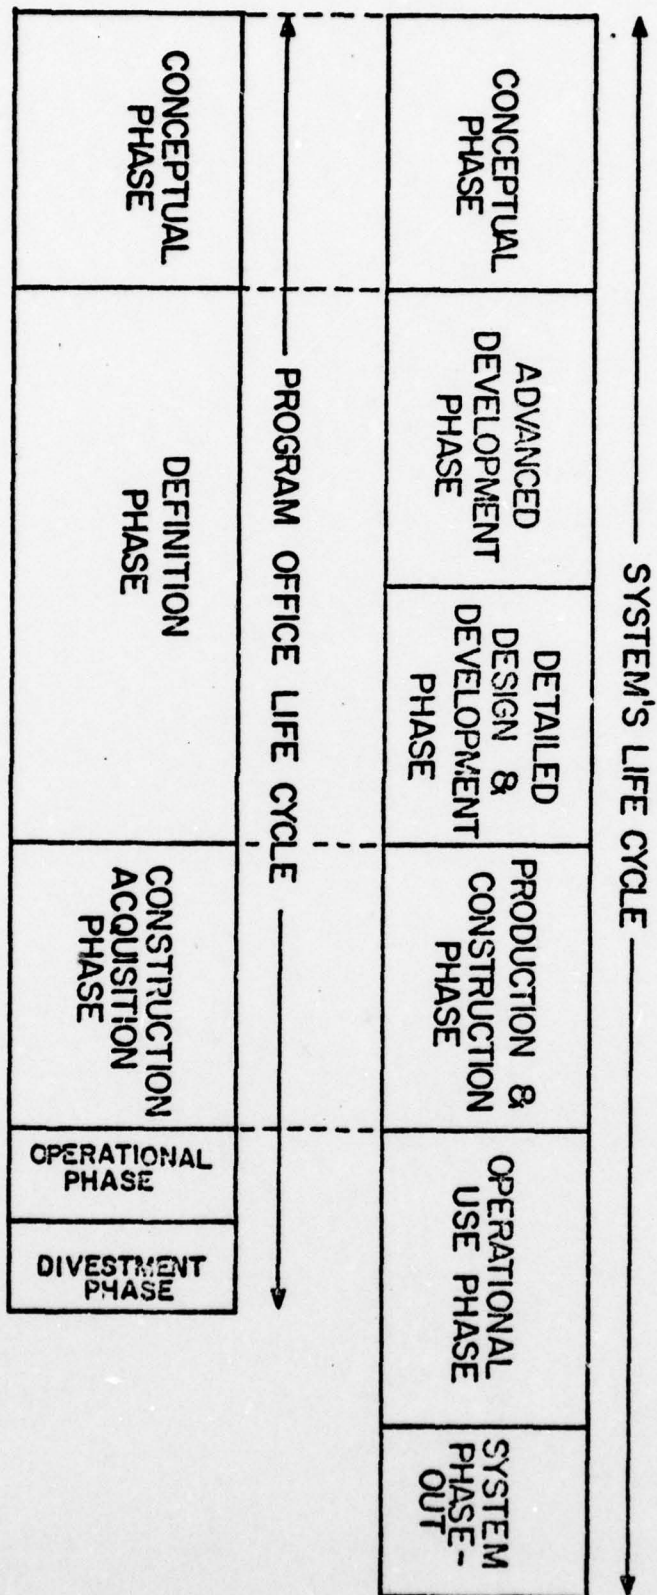 SYSTEM'S LIFE CYCLE
CONCEPTUAL
PHASE
ADVANCED
DEVELOPMENT
PHASE
DETAILED
DESIGN &
DEVELOPMENT
PHASE
PRODUCTION &
CONSTRUCTION
PHASE
OPERATIONAL
USE PHASE
SYSTEM
PHASE-
OUT
PROGRAM OFFICE LIFE CYCLE
CONCEPTUAL
PHASE
DEFINITION
PHASE
CONSTRUCTION
ACQUISITION
PHASE
OPERATIONAL
PHASE
DIVESTMENT
PHASE